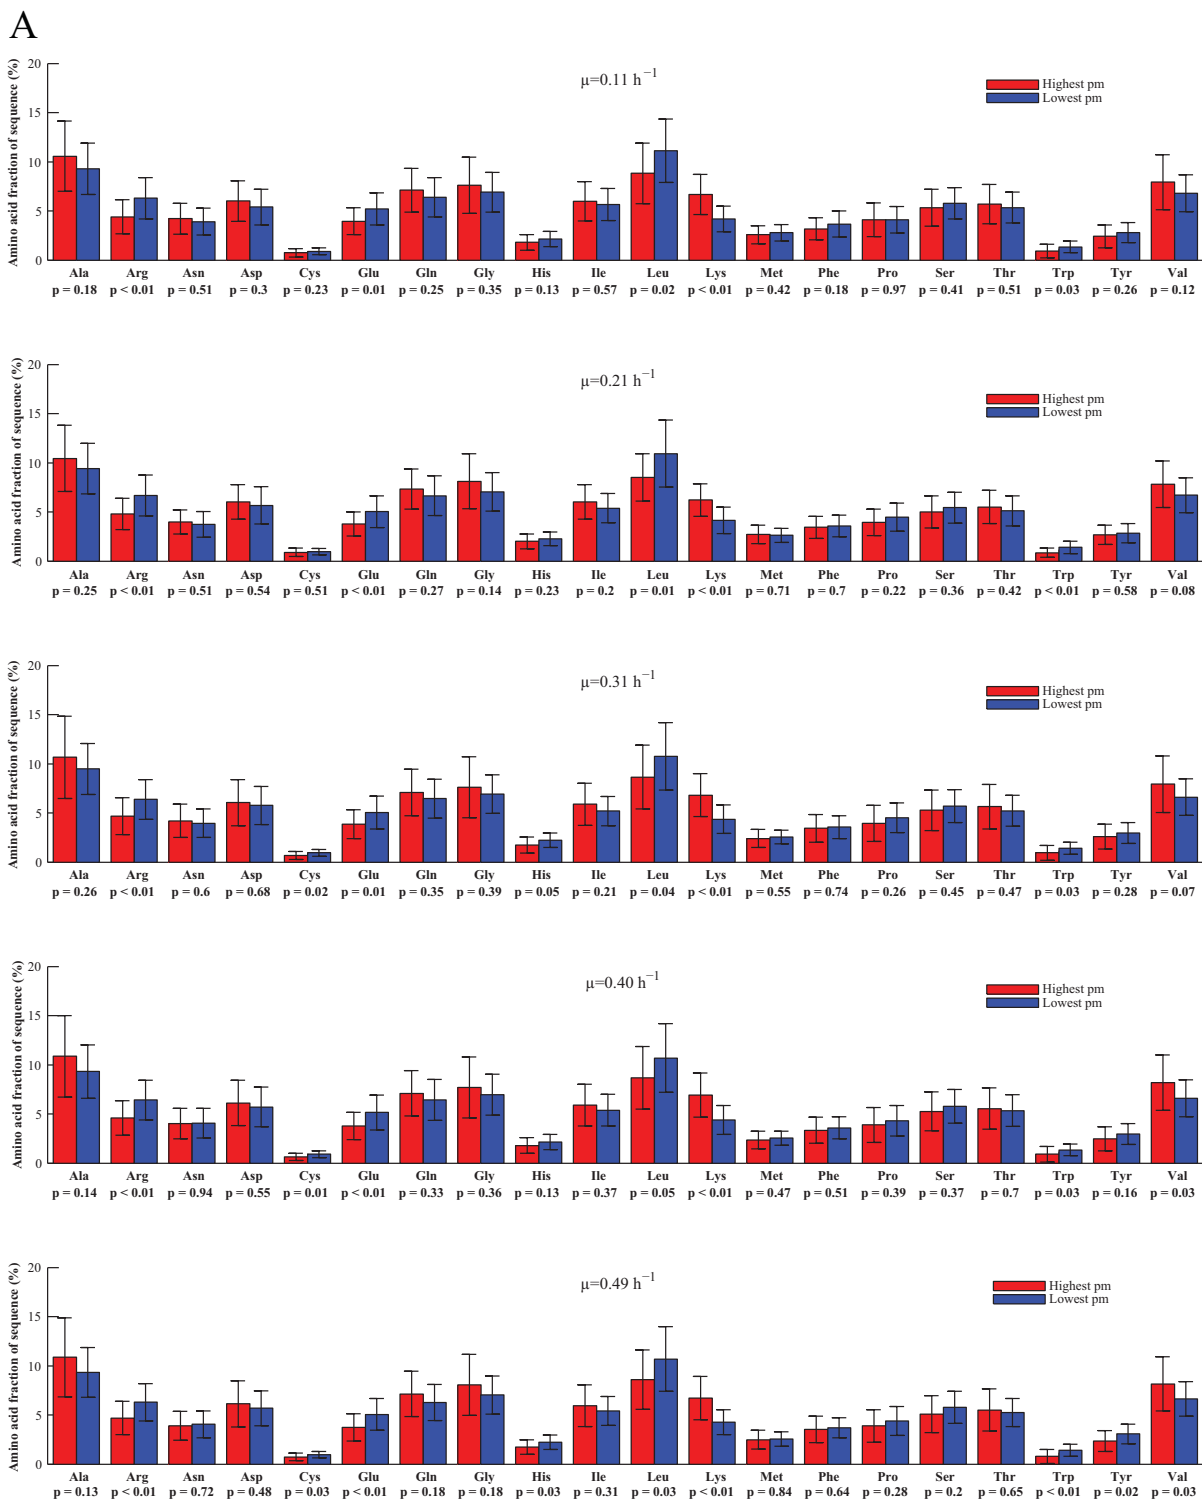 A
Amino acid fraction of sequence (%)
μ=0.11 h⁻¹
Highest pm
Lowest pm
20
15
10
5
0
Ala Arg Asn Asp Cys Glu Gln Gly His Ile Leu Lys Met Phe Pro Ser Thr Trp Tyr Val
p = 0.18 p < 0.01 p = 0.51 p = 0.3 p = 0.23 p = 0.01 p = 0.25 p = 0.35 p = 0.13 p = 0.57 p = 0.02 p < 0.01 p = 0.42 p = 0.18 p = 0.97 p = 0.41 p = 0.51 p = 0.03 p = 0.26 p = 0.12
Amino acid fraction of sequence (%)
μ=0.21 h⁻¹
Highest pm
Lowest pm
20
15
10
5
0
Ala Arg Asn Asp Cys Glu Gln Gly His Ile Leu Lys Met Phe Pro Ser Thr Trp Tyr Val
p = 0.25 p < 0.01 p = 0.51 p = 0.54 p = 0.51 p < 0.01 p = 0.27 p = 0.14 p = 0.23 p = 0.2 p = 0.01 p < 0.01 p = 0.71 p = 0.7 p = 0.22 p = 0.36 p = 0.42 p < 0.01 p = 0.58 p = 0.08
Amino acid fraction of sequence (%)
μ=0.31 h⁻¹
Highest pm
Lowest pm
20
15
10
5
0
Ala Arg Asn Asp Cys Glu Gln Gly His Ile Leu Lys Met Phe Pro Ser Thr Trp Tyr Val
p = 0.26 p < 0.01 p = 0.6 p = 0.68 p = 0.02 p = 0.01 p = 0.35 p = 0.39 p = 0.05 p = 0.21 p = 0.04 p < 0.01 p = 0.55 p = 0.74 p = 0.26 p = 0.45 p = 0.47 p = 0.03 p = 0.28 p = 0.07
Amino acid fraction of sequence (%)
μ=0.40 h⁻¹
Highest pm
Lowest pm
20
15
10
5
0
Ala Arg Asn Asp Cys Glu Gln Gly His Ile Leu Lys Met Phe Pro Ser Thr Trp Tyr Val
p = 0.14 p < 0.01 p = 0.94 p = 0.55 p = 0.01 p < 0.01 p = 0.33 p = 0.36 p = 0.13 p = 0.37 p = 0.05 p < 0.01 p = 0.47 p = 0.51 p = 0.39 p = 0.37 p = 0.7 p = 0.03 p = 0.16 p = 0.03
Amino acid fraction of sequence (%)
μ=0.49 h⁻¹
Highest pm
Lowest pm
20
15
10
5
0
Ala Arg Asn Asp Cys Glu Gln Gly His Ile Leu Lys Met Phe Pro Ser Thr Trp Tyr Val
p = 0.13 p < 0.01 p = 0.72 p = 0.48 p = 0.03 p < 0.01 p = 0.18 p = 0.18 p = 0.03 p = 0.31 p = 0.03 p < 0.01 p = 0.84 p = 0.64 p = 0.28 p = 0.2 p = 0.65 p < 0.01 p = 0.02 p = 0.03